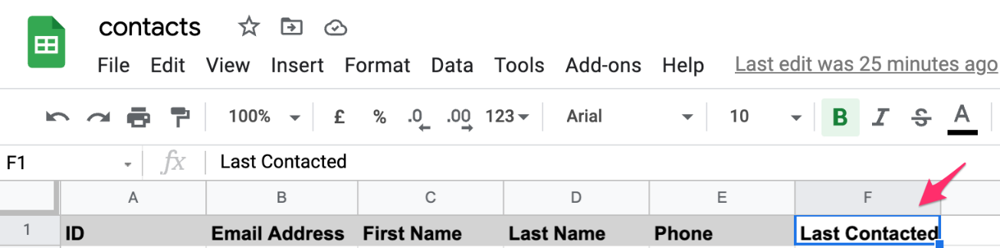 contacts
File Edit View Insert Format Data Tools Add-ons Help Last edit was 25 minutes ago
100% £ % .0 .00 123 Arial 10 B I S A
F1 fx Last Contacted
A B C D E F
1 ID Email Address First Name Last Name Phone Last Contacted